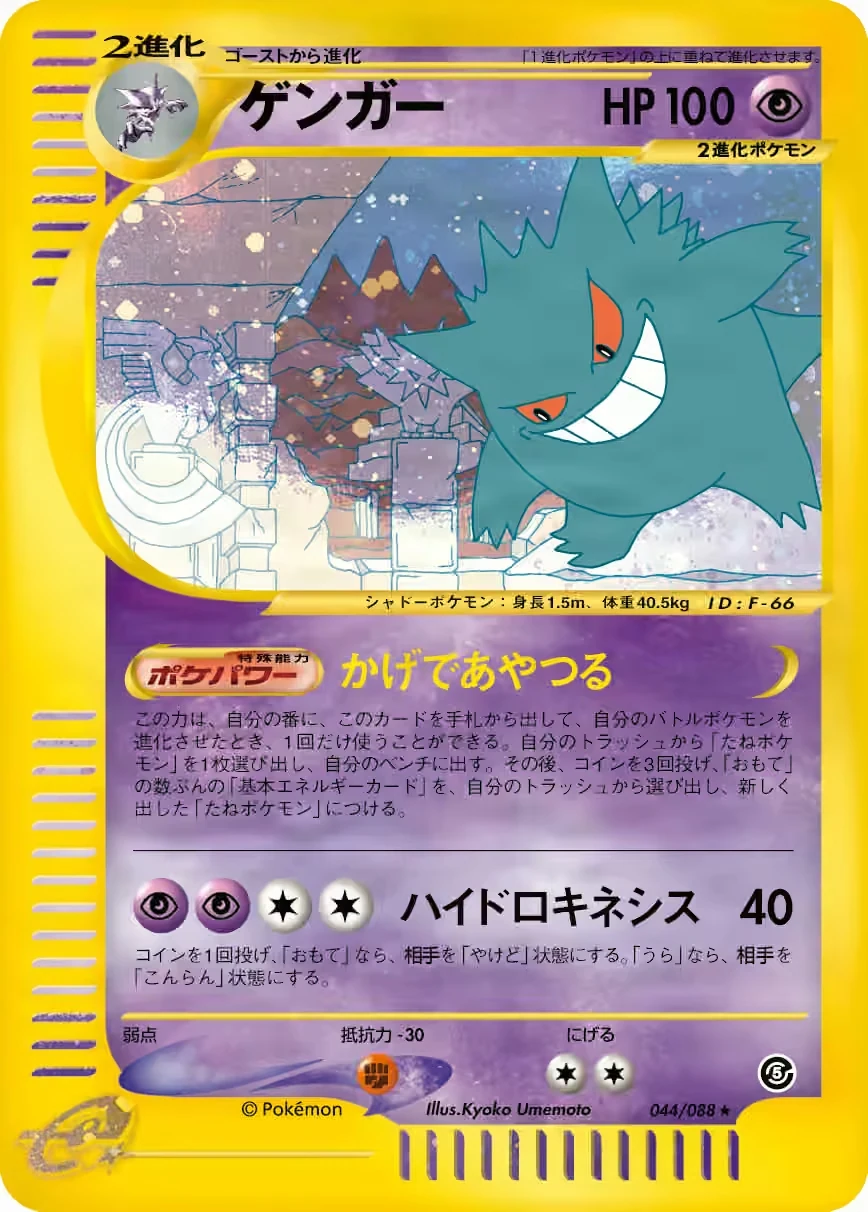 2進化
ゴーストから進化
「1進化ポケモン」の上に重ねて進化させます。
ゲンガー
HP 100
2進化ポケモン
シャドーポケモン：身長1.5m、体重40.5kg
ID : F-66
特殊能力
ポケパワー
かげであやつる
この力は、自分の番に、このカードを手札から出して、自分のバトルポケモンを
進化させたとき、1回だけ使うことができる。自分のトラッシュから「たねポケ
モン」を1枚選び出し、自分のベンチに出す。その後、コインを3回投げ、「おもて」
の数ぶんの「基本エネルギーカード」を、自分のトラッシュから選び出し、新しく
出した「たねポケモン」につける。
ハイドロキネシス 40
コインを1回投げ、「おもて」なら、相手を「やけど」状態にする。「うら」なら、相手を
「こんらん」状態にする。
弱点
抵抗力 -30
にげる
5
© Pokémon
Illus.Kyoko Umemoto
044/088 ★